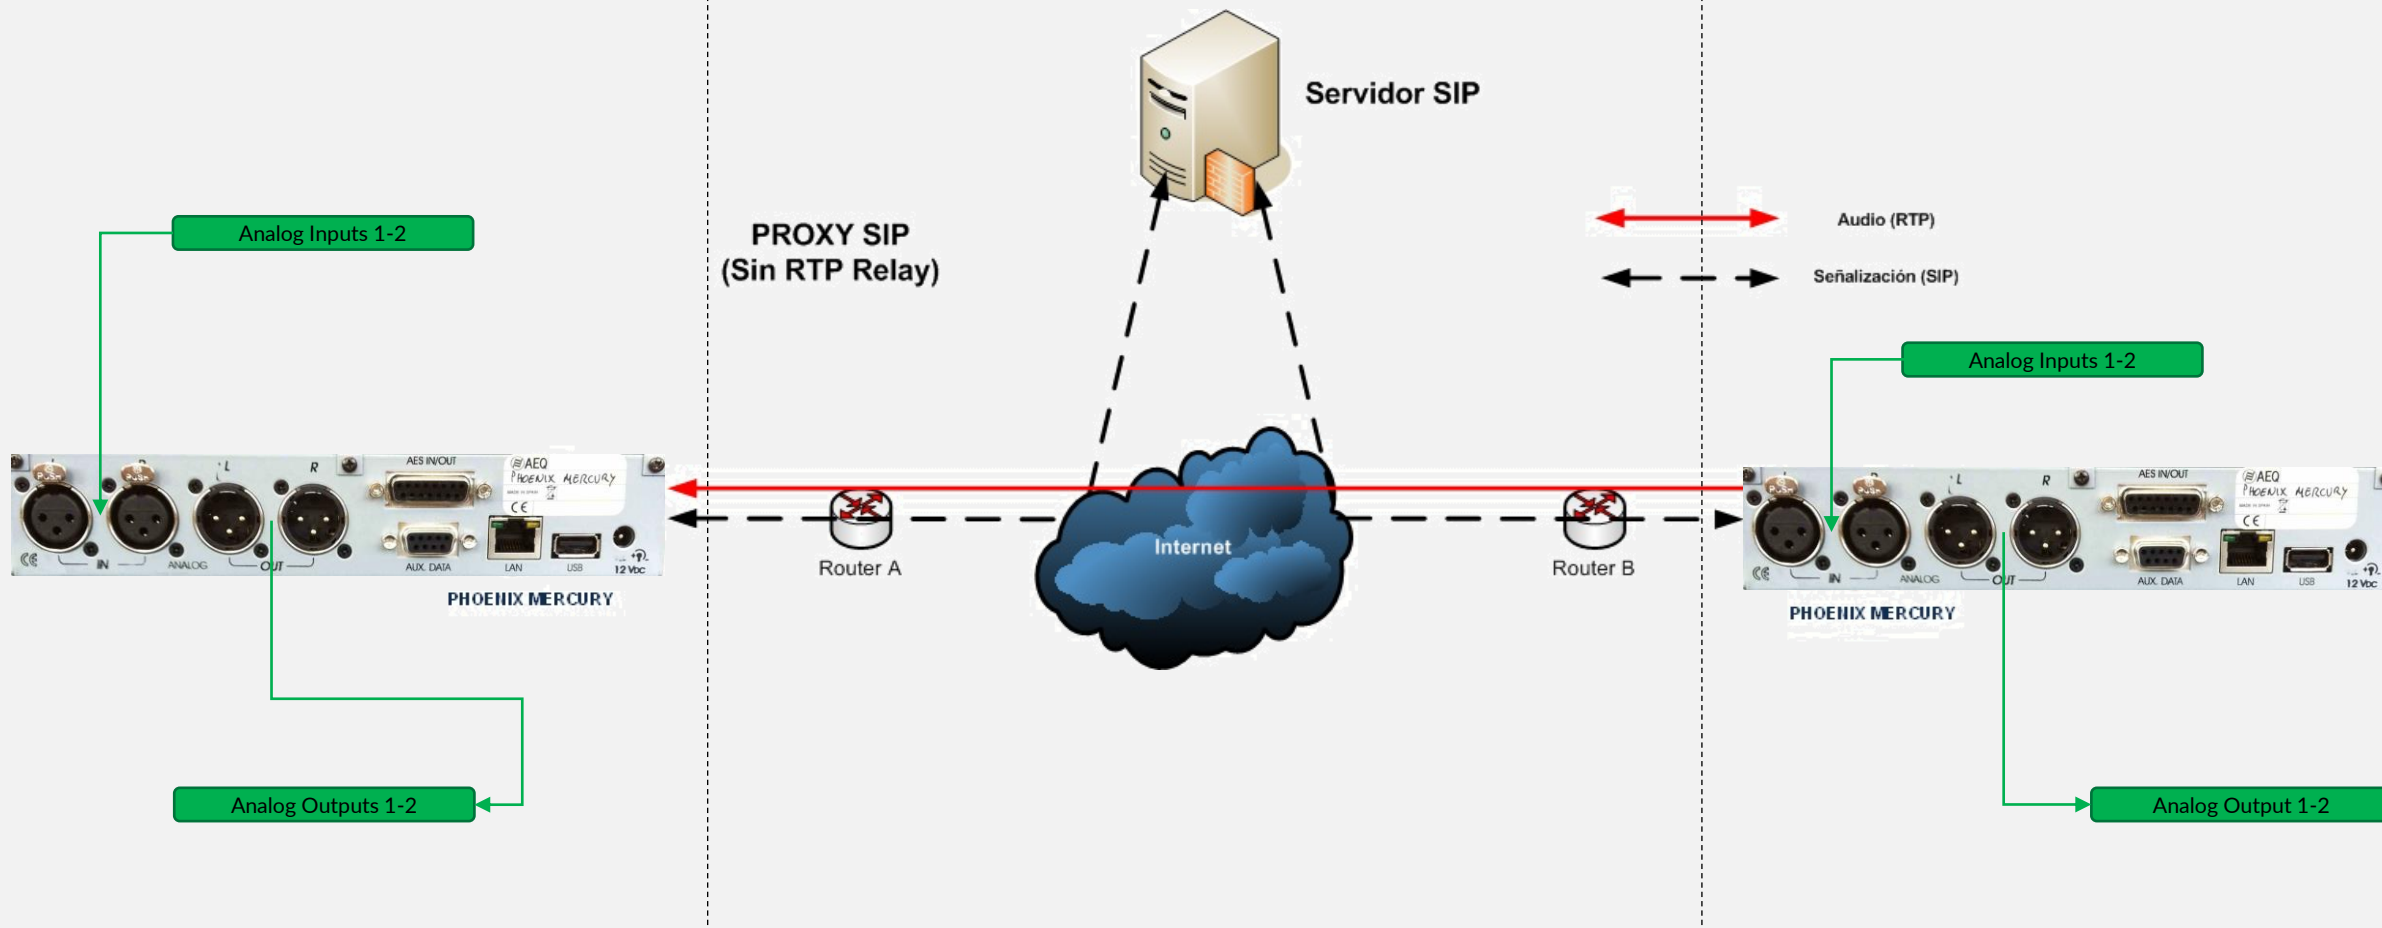 Servidor SIP
PROXY SIP
(Sin RTP Relay)
Audio (RTP)
Señalización (SIP)
Analog Inputs 1-2
Analog Inputs 1-2
L
R
AES IN/OUT
AEQ
PHOENIX MERCURY
CE
IN
ANALOG
OUT
AUX. DATA
LAN
USB
12 Vdc
PHOENIX MERCURY
Router A
Internet
Router B
L
R
AES IN/OUT
AEQ
PHOENIX MERCURY
CE
IN
ANALOG
OUT
AUX. DATA
LAN
USB
12 Vdc
PHOENIX MERCURY
Analog Outputs 1-2
Analog Output 1-2